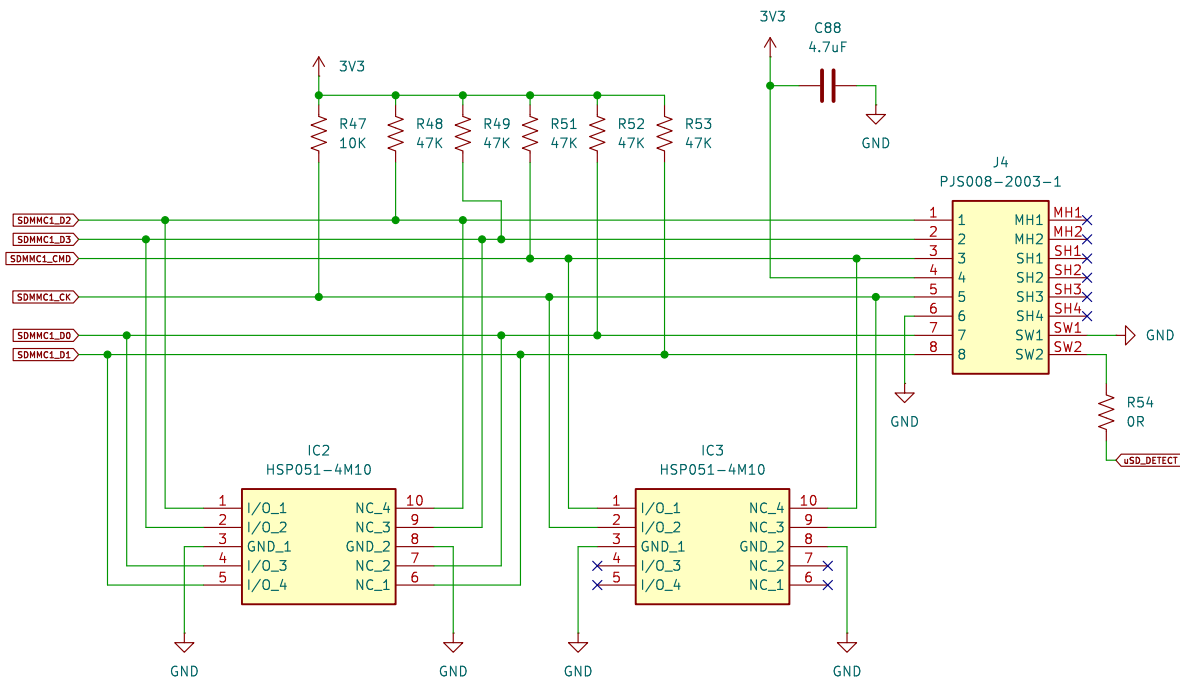 3V3
C88
4.7uF
GND
3V3
R47
10K
R48
47K
R49
47K
R51
47K
R52
47K
R53
47K
J4
PJS008-2003-1
SDMMC1_D2
SDMMC1_D3
SDMMC1_CMD
SDMMC1_CK
SDMMC1_D0
SDMMC1_D1
1 1 MH1 MH1
2 2 MH2 MH2
3 3 SH1 SH1
4 4 SH2 SH2
5 5 SH3 SH3
6 6 SH4 SH4
7 7 SW1 SW1
8 8 SW2 SW2
GND
GND
R54
0R
uSD_DETECT
IC2
HSP051-4M10
1 I/O_1 NC_4 10
2 I/O_2 NC_3 9
3 GND_1 GND_2 8
4 I/O_3 NC_2 7
5 I/O_4 NC_1 6
GND
GND
IC3
HSP051-4M10
1 I/O_1 NC_4 10
2 I/O_2 NC_3 9
3 GND_1 GND_2 8
4 I/O_3 NC_2 7
5 I/O_4 NC_1 6
GND
GND